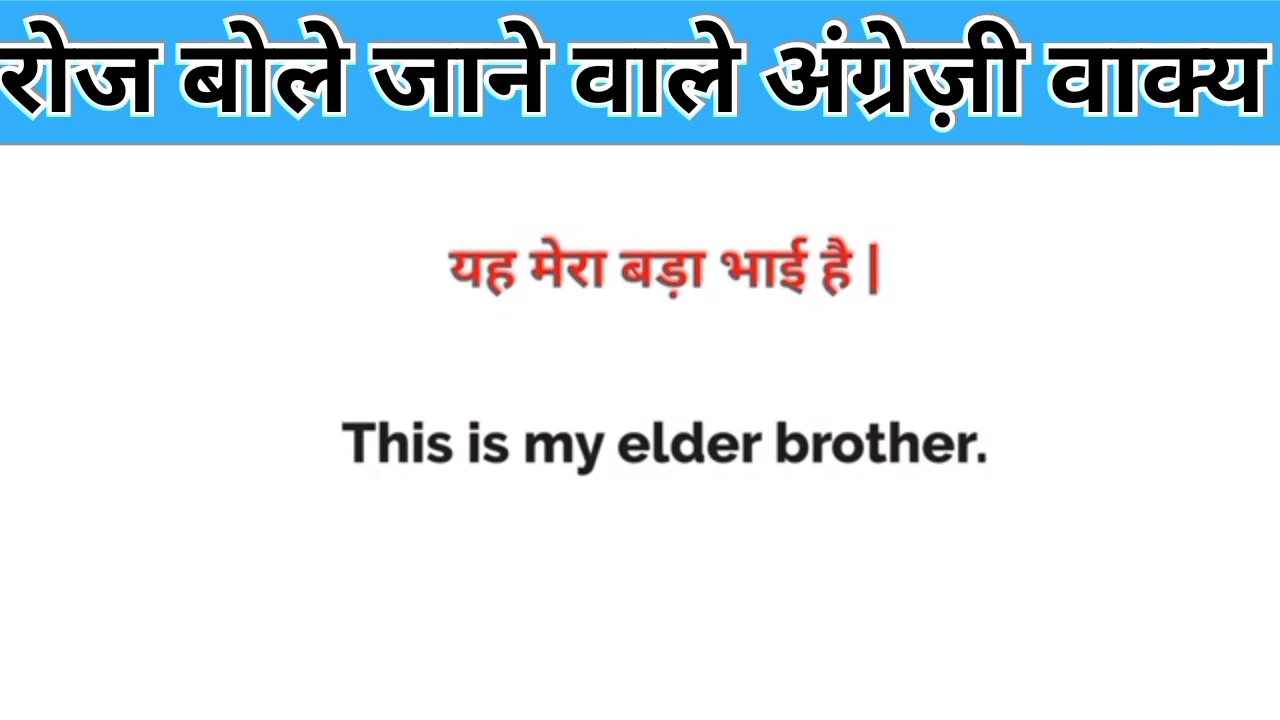 रोज बोले जाने वाले अंग्रेज़ी वाक्य
यह मेरा बड़ा भाई है |
This is my elder brother.